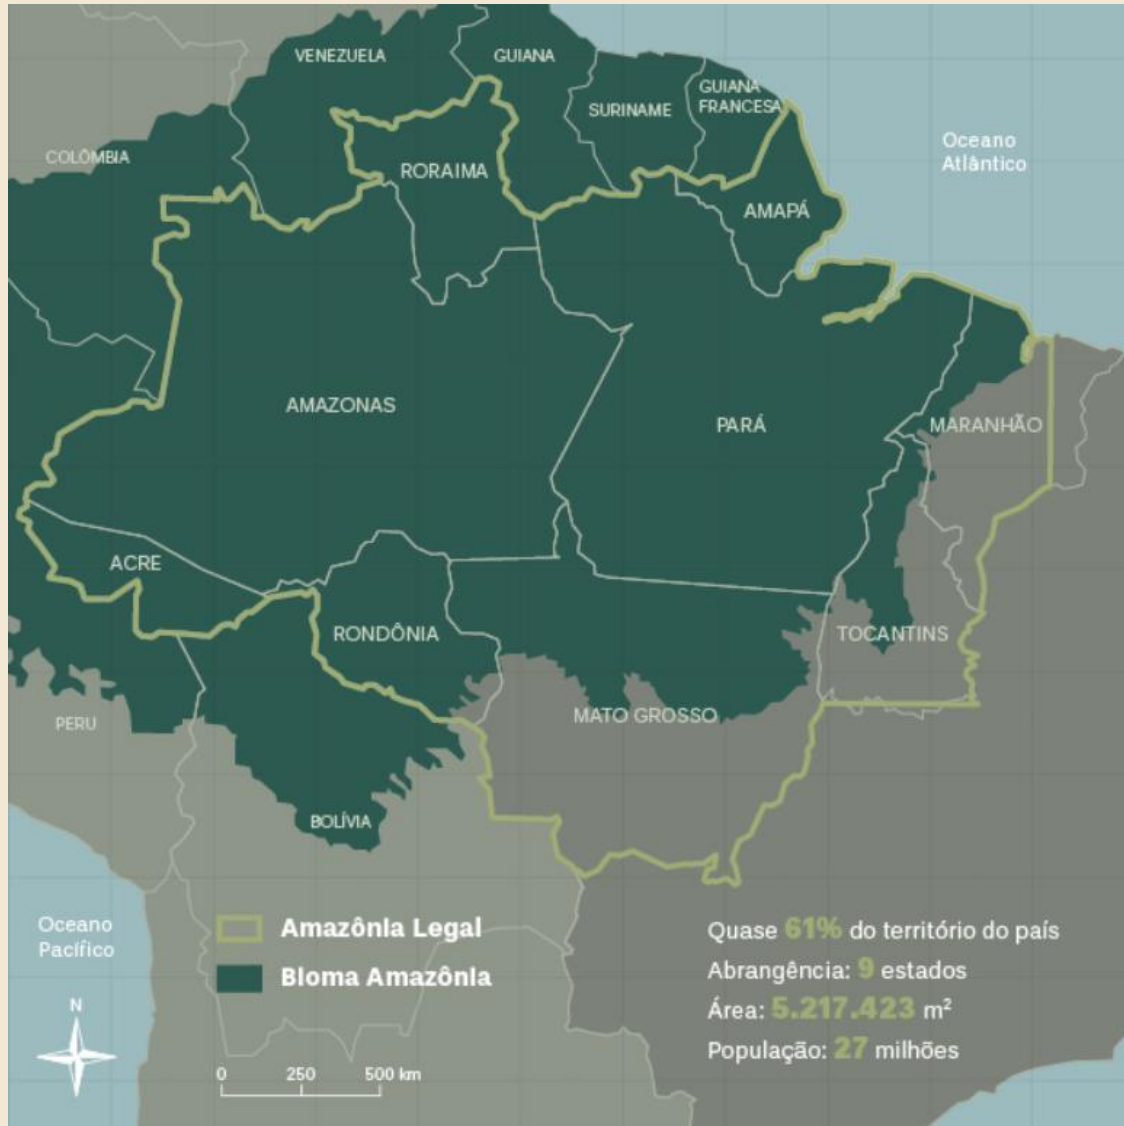 VENEZUELA
GUIANA
GUIANA
FRANCESA
SURINAME
COLÔMBIA
Oceano
Atlântico
RORAIMA
AMAPÁ
AMAZONAS
PARÁ
MARANHÃO
ACRE
RONDÔNIA
TOCANTINS
MATO GROSSO
PERU
BOLÍVIA
Oceano
Pacífico
N
Amazônia Legal
Bioma Amazônia
0 250 500 km
Quase 61% do território do país
Abrangência: 9 estados
Área: 5.217.423 m²
População: 27 milhões